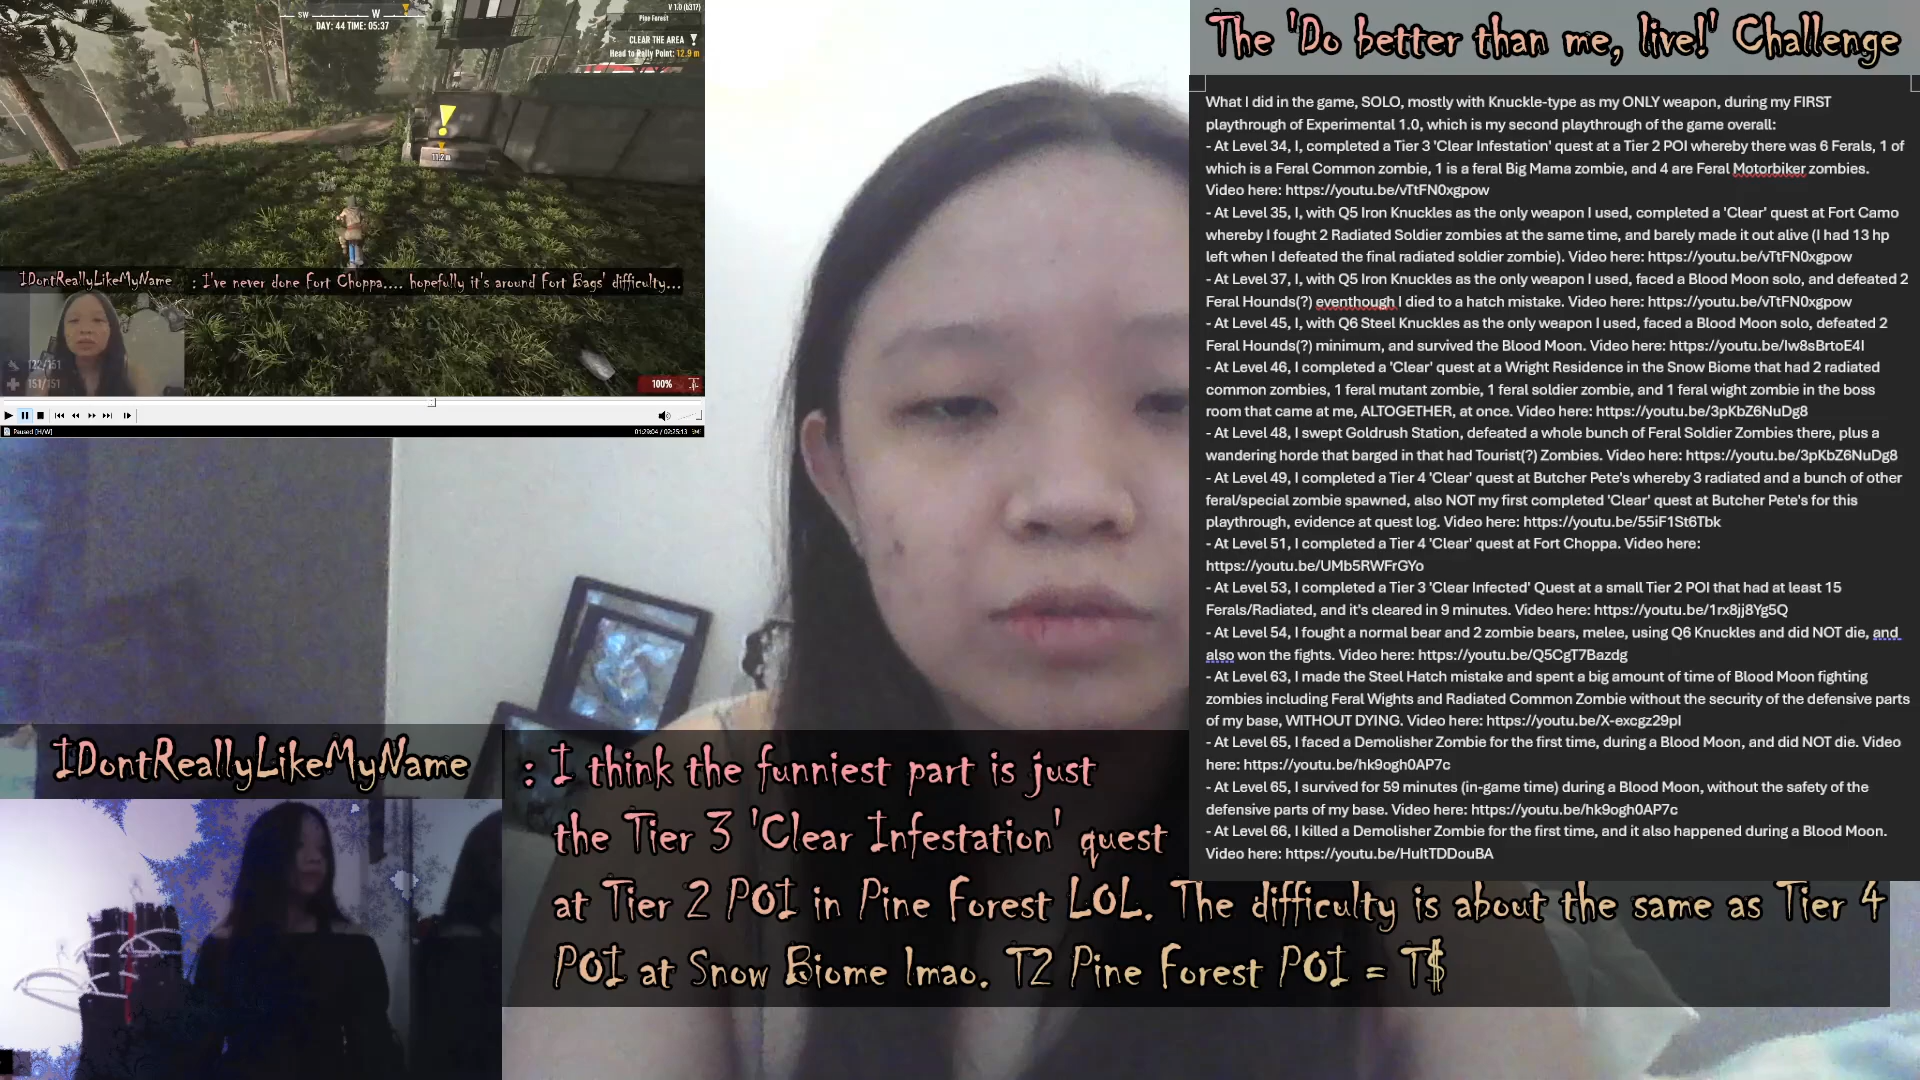 SW W
DAY: 44 TIME: 05:37
V 1.0 (b317)
Pine Forest
CLEAR THE AREA
Head to Rally Point: 12.9 m
11.2 m
IDontReallyLikeMyName : I've never done Fort Choppa.... hopefully it's around Fort Bags' difficulty...
122/151
151/151
100%
Paused [H/W]
01:29:04 / 02:25:13
The 'Do better than me, live!' Challenge
What I did in the game, SOLO, mostly with Knuckle-type as my ONLY weapon, during my FIRST
playthrough of Experimental 1.0, which is my second playthrough of the game overall:
- At Level 34, I, completed a Tier 3 'Clear Infestation' quest at a Tier 2 POI whereby there was 6 Ferals, 1 of
which is a Feral Common zombie, 1 is a feral Big Mama zombie, and 4 are Feral Motorbiker zombies.
Video here: https://youtu.be/vTtFN0xgpow
- At Level 35, I, with Q5 Iron Knuckles as the only weapon I used, completed a 'Clear' quest at Fort Camo
whereby I fought 2 Radiated Soldier zombies at the same time, and barely made it out alive (I had 13 hp
left when I defeated the final radiated soldier zombie). Video here: https://youtu.be/vTtFN0xgpow
- At Level 37, I, with Q5 Iron Knuckles as the only weapon I used, faced a Blood Moon solo, and defeated 2
Feral Hounds(?) eventhough I died to a hatch mistake. Video here: https://youtu.be/vTtFN0xgpow
- At Level 45, I, with Q6 Steel Knuckles as the only weapon I used, faced a Blood Moon solo, defeated 2
Feral Hounds(?) minimum, and survived the Blood Moon. Video here: https://youtu.be/Iw8sBrtoE4I
- At Level 46, I completed a 'Clear' quest at a Wright Residence in the Snow Biome that had 2 radiated
common zombies, 1 feral mutant zombie, 1 feral soldier zombie, and 1 feral wight zombie in the boss
room that came at me, ALTOGETHER, at once. Video here: https://youtu.be/3pKbZ6NuDg8
- At Level 48, I swept Goldrush Station, defeated a whole bunch of Feral Soldier Zombies there, plus a
wandering horde that barged in that had Tourist(?) Zombies. Video here: https://youtu.be/3pKbZ6NuDg8
- At Level 49, I completed a Tier 4 'Clear' quest at Butcher Pete's whereby 3 radiated and a bunch of other
feral/special zombie spawned, also NOT my first completed 'Clear' quest at Butcher Pete's for this
playthrough, evidence at quest log. Video here: https://youtu.be/55iF1St6Tbk
- At Level 51, I completed a Tier 4 'Clear' quest at Fort Choppa. Video here:
https://youtu.be/UMb5RWFrGYo
- At Level 53, I completed a Tier 3 'Clear Infected' Quest at a small Tier 2 POI that had at least 15
Ferals/Radiated, and it's cleared in 9 minutes. Video here: https://youtu.be/1rx8jj8Yg5Q
- At Level 54, I fought a normal bear and 2 zombie bears, melee, using Q6 Knuckles and did NOT die, and
also won the fights. Video here: https://youtu.be/Q5CgT7Bazdg
- At Level 63, I made the Steel Hatch mistake and spent a big amount of time of Blood Moon fighting
zombies including Feral Wights and Radiated Common Zombie without the security of the defensive parts
of my base, WITHOUT DYING. Video here: https://youtu.be/X-excgz29pI
- At Level 65, I faced a Demolisher Zombie for the first time, during a Blood Moon, and did NOT die. Video
here: https://youtu.be/hk9ogh0AP7c
- At Level 65, I survived for 59 minutes (in-game time) during a Blood Moon, without the safety of the
defensive parts of my base. Video here: https://youtu.be/hk9ogh0AP7c
- At Level 66, I killed a Demolisher Zombie for the first time, and it also happened during a Blood Moon.
Video here: https://youtu.be/HuItTDDouBA
IDontReallyLikeMyName : I think the funniest part is just
the Tier 3 'Clear Infestation' quest
at Tier 2 POI in Pine Forest LOL. The difficulty is about the same as Tier 4
POI at Snow Biome lmao. T2 Pine Forest POI = T$